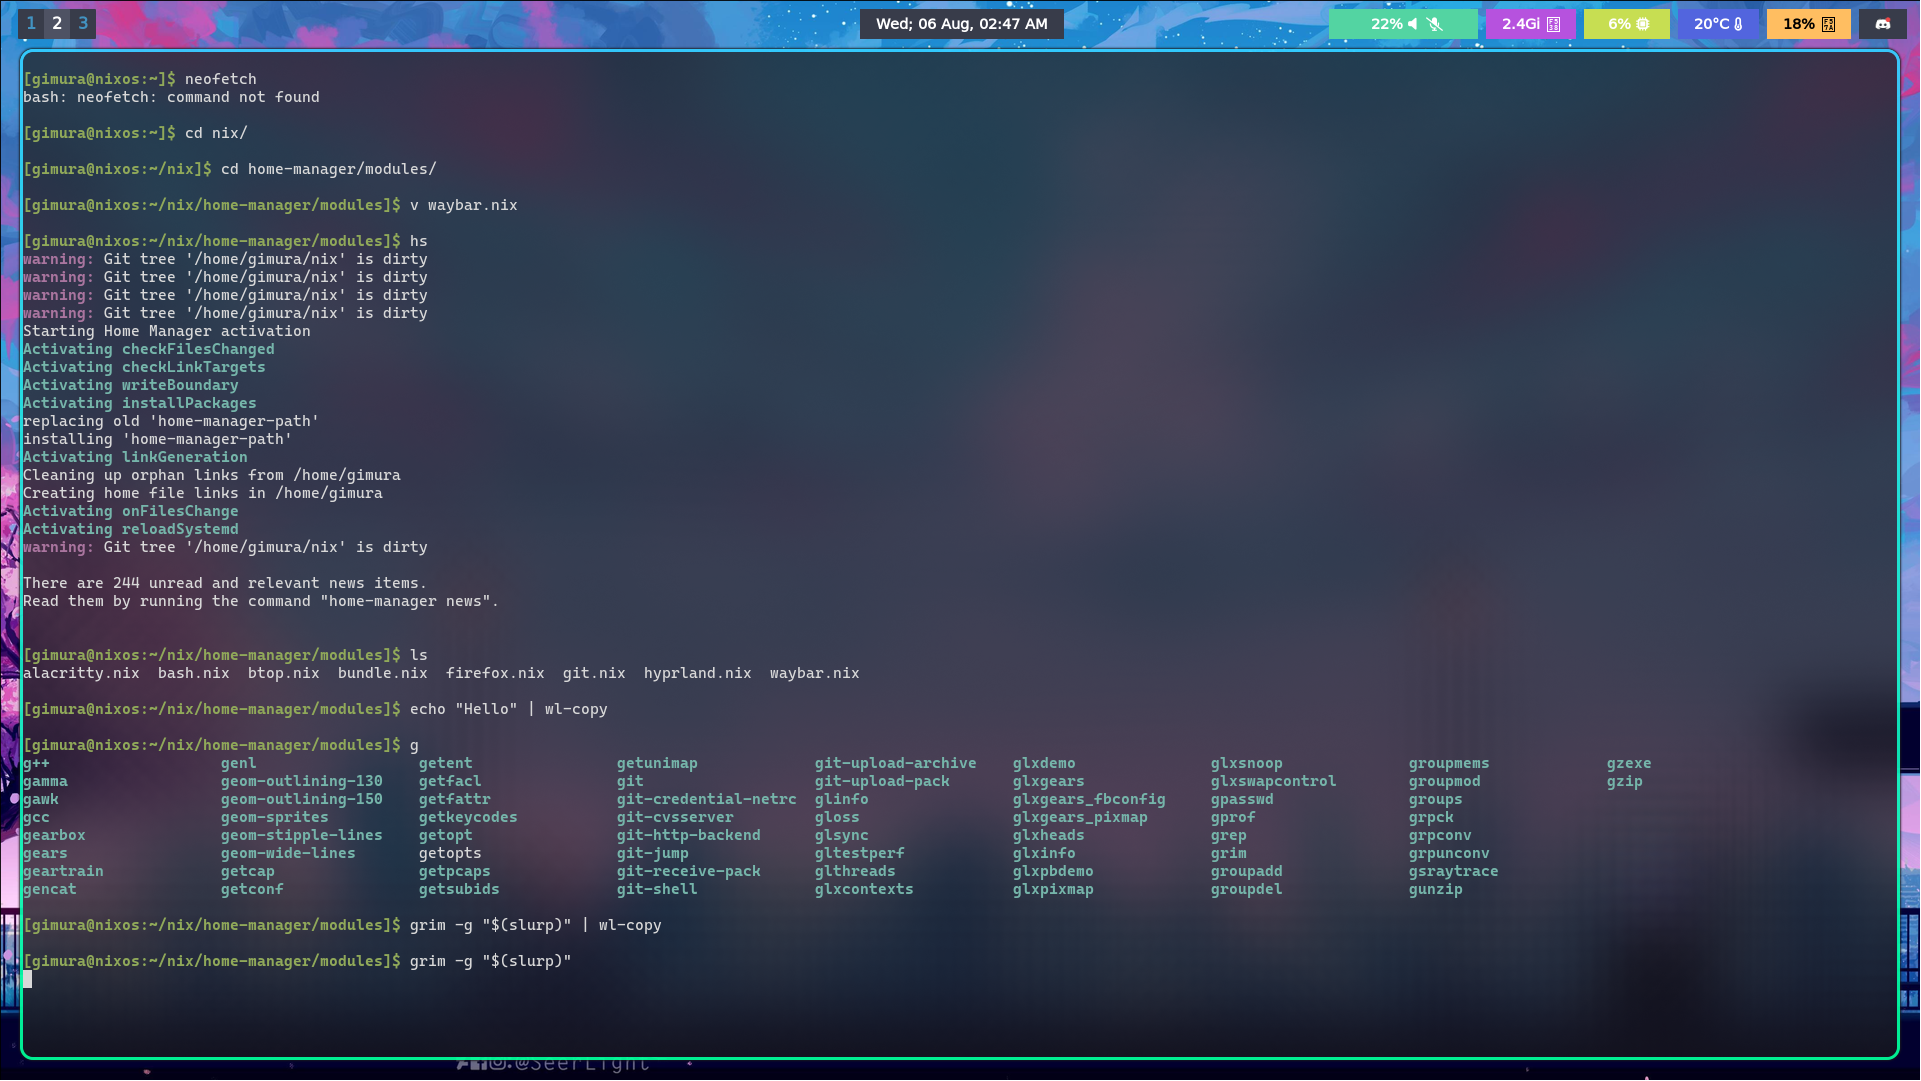 1 2 3
Wed; 06 Aug, 02:47 AM
22% 2.4Gi 6% 20°C 18%
[gimura@nixos:~]$ neofetch
bash: neofetch: command not found
[gimura@nixos:~]$ cd nix/
[gimura@nixos:~/nix]$ cd home-manager/modules/
[gimura@nixos:~/nix/home-manager/modules]$ v waybar.nix
[gimura@nixos:~/nix/home-manager/modules]$ hs
warning: Git tree '/home/gimura/nix' is dirty
warning: Git tree '/home/gimura/nix' is dirty
warning: Git tree '/home/gimura/nix' is dirty
warning: Git tree '/home/gimura/nix' is dirty
Starting Home Manager activation
Activating checkFilesChanged
Activating checkLinkTargets
Activating writeBoundary
Activating installPackages
replacing old 'home-manager-path'
installing 'home-manager-path'
Activating linkGeneration
Cleaning up orphan links from /home/gimura
Creating home file links in /home/gimura
Activating onFilesChange
Activating reloadSystemd
warning: Git tree '/home/gimura/nix' is dirty
There are 244 unread and relevant news items.
Read them by running the command "home-manager news".
[gimura@nixos:~/nix/home-manager/modules]$ ls
alacritty.nix bash.nix btop.nix bundle.nix firefox.nix git.nix hyprland.nix waybar.nix
[gimura@nixos:~/nix/home-manager/modules]$ echo "Hello" | wl-copy
[gimura@nixos:~/nix/home-manager/modules]$ g
g++ genl getent getunimap git-upload-archive glxdemo glxsnoop groupmems gzexe
gamma geom-outlining-130 getfacl git git-upload-pack glxgears glxswapcontrol groupmod gzip
gawk geom-outlining-150 getfattr git-credential-netrc glinfo glxgears_fbconfig gpasswd groups
gcc geom-sprites getkeycodes git-cvsserver gloss glxgears_pixmap gprof grpck
gearbox geom-stipple-lines getopt git-http-backend glsync glxheads grep grpconv
gears geom-wide-lines getopts git-jump gltestperf glxinfo grim grpunconv
geartrain getcap getpcaps git-receive-pack glthreads glxpbdemo groupadd gsraytrace
gencat getconf getsubids git-shell glxcontexts glxpixmap groupdel gunzip
[gimura@nixos:~/nix/home-manager/modules]$ grim -g "$(slurp)" | wl-copy
[gimura@nixos:~/nix/home-manager/modules]$ grim -g "$(slurp)"
@SeerLight